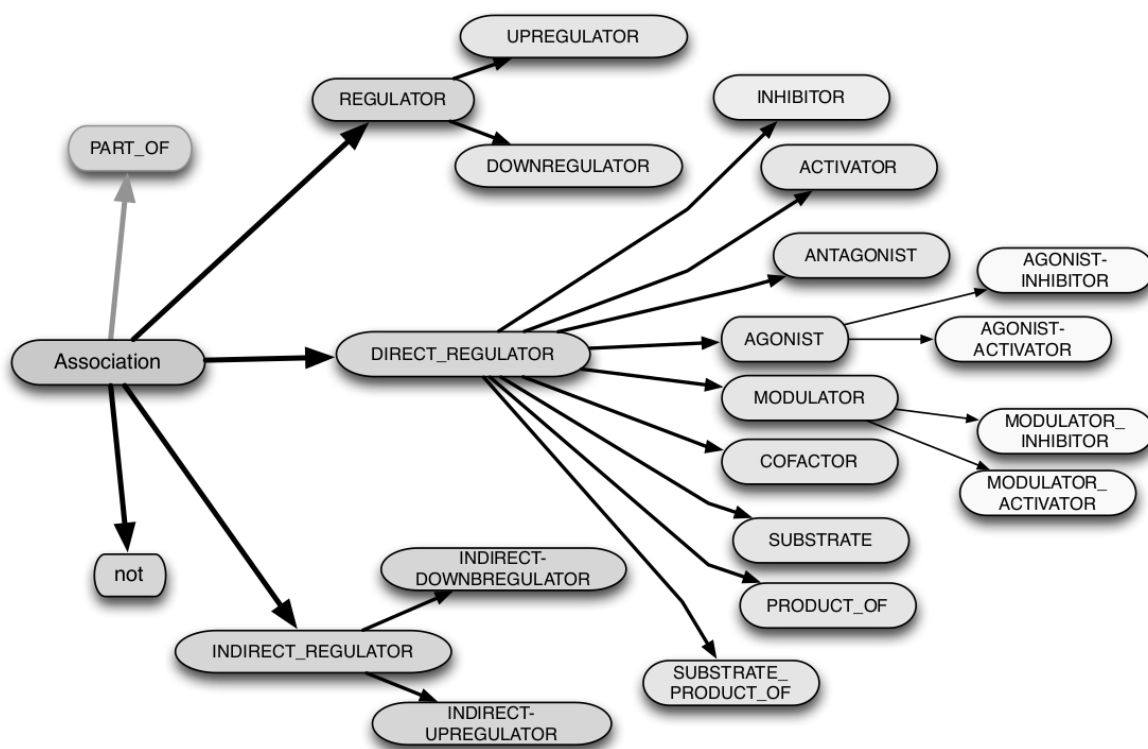 UPREGULATOR
REGULATOR
INHIBITOR
PART_OF
DOWNREGULATOR
ACTIVATOR
ANTAGONIST
AGONIST-
INHIBITOR
Association
DIRECT_REGULATOR
AGONIST
AGONIST-
ACTIVATOR
MODULATOR
MODULATOR_
INHIBITOR
COFACTOR
MODULATOR_
ACTIVATOR
SUBSTRATE
not
INDIRECT-
DOWNBREGULATOR
PRODUCT_OF
INDIRECT_REGULATOR
SUBSTRATE_
PRODUCT_OF
INDIRECT-
UPREGULATOR